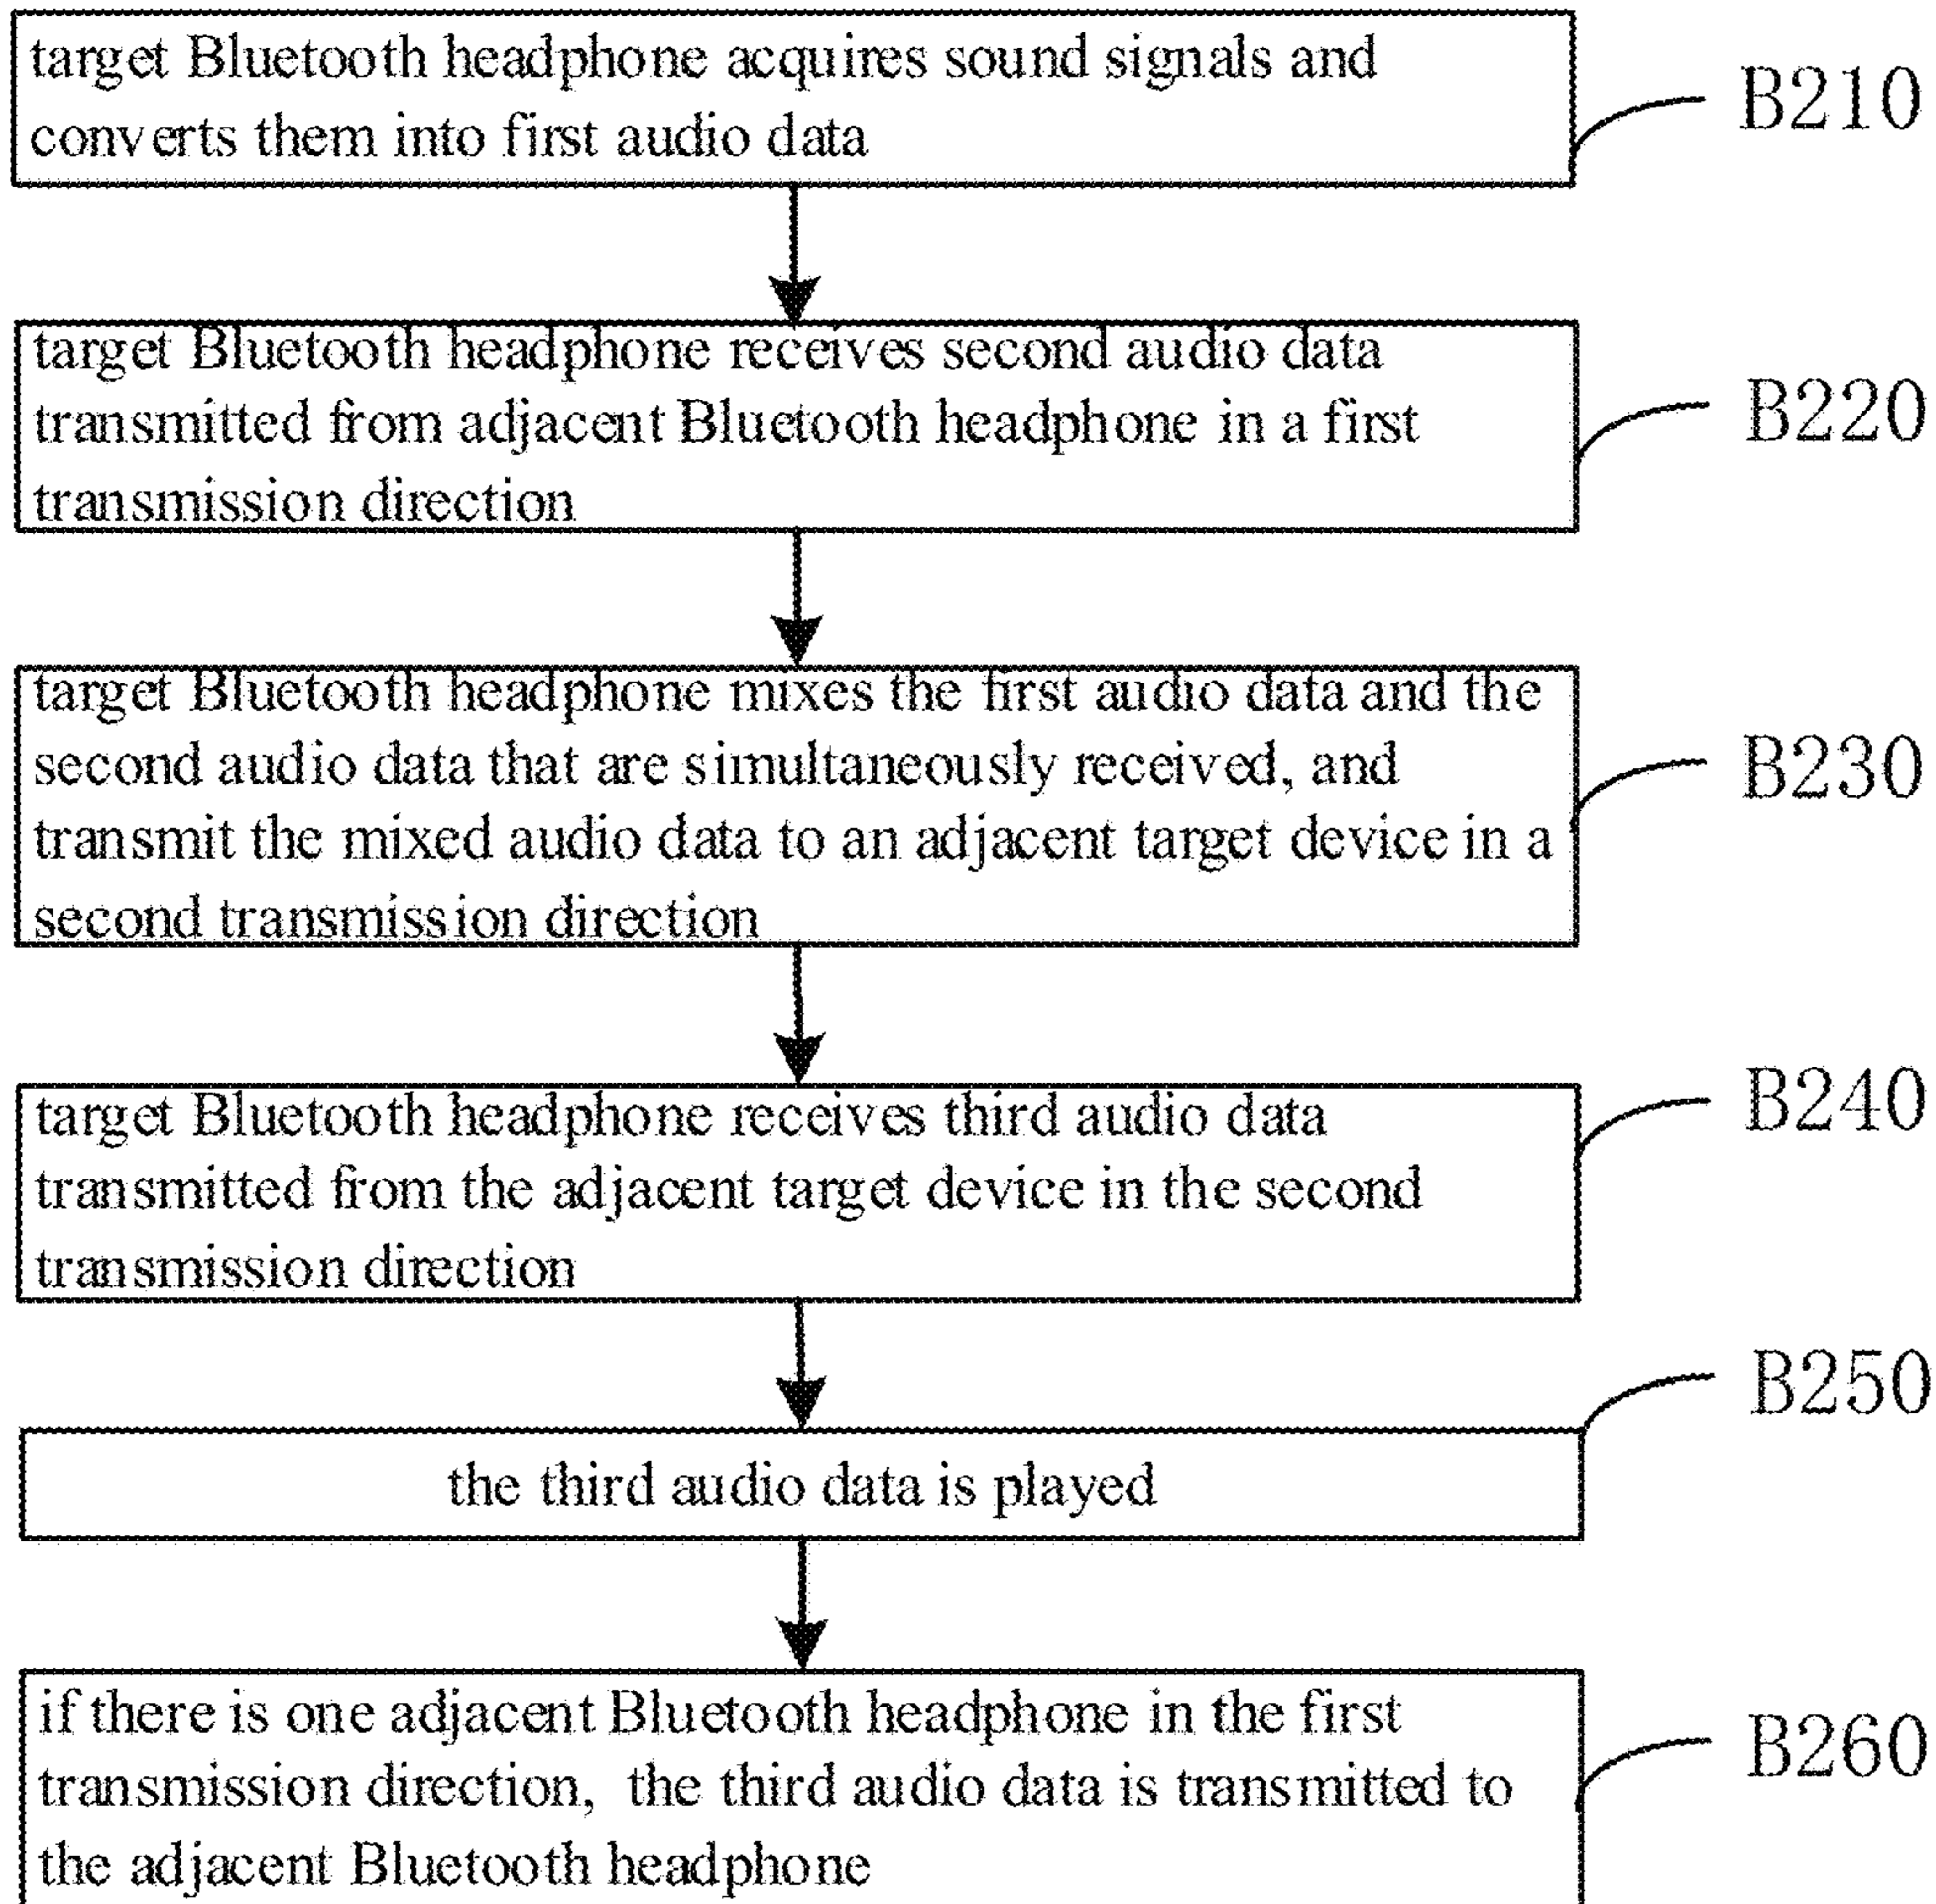 target Bluetooth headphone acquires sound signals and
converts them into first audio data
B210
target Bluetooth headphone receives second audio data
transmitted from adjacent Bluetooth headphone in a first
transmission direction
B220
target Bluetooth headphone mixes the first audio data and the
second audio data that are simultaneously received, and
transmit the mixed audio data to an adjacent target device in a
second transmission direction
B230
target Bluetooth headphone receives third audio data
transmitted from the adjacent target device in the second
transmission direction
B240
the third audio data is played
B250
if there is one adjacent Bluetooth headphone in the first
transmission direction, the third audio data is transmitted to
the adjacent Bluetooth headphone
B260